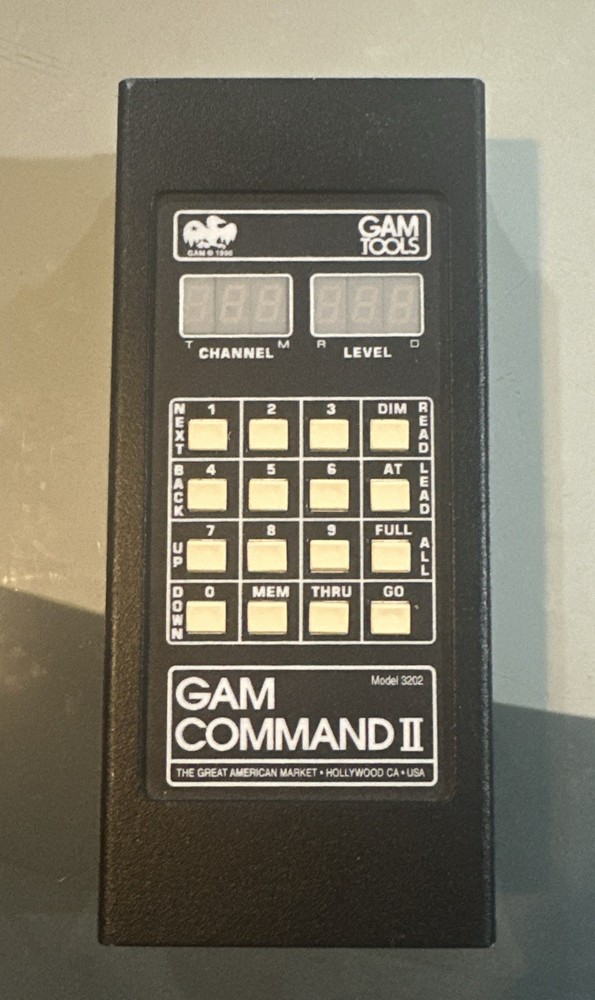 GAM © 1990
GAM
TOOLS
T CHANNEL M
R LEVEL D
NEXT 1 2 3 DIM READ
BACK 4 5 6 AT LEAD
UP 7 8 9 FULL ALL
DOWN 0 MEM THRU GO
Model 3202
GAM
COMMAND II
THE GREAT AMERICAN MARKET • HOLLYWOOD CA • USA